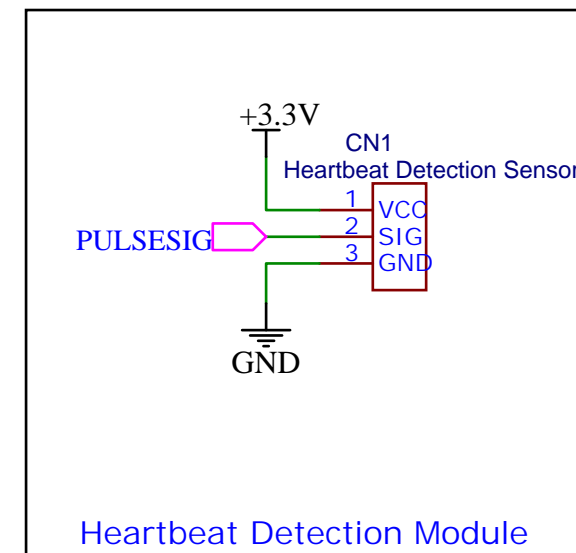 +3.3V
CN1
Heartbeat Detection Sensor
1 VCC
PULSESIG 2 SIG
3 GND
GND
Heartbeat Detection Module